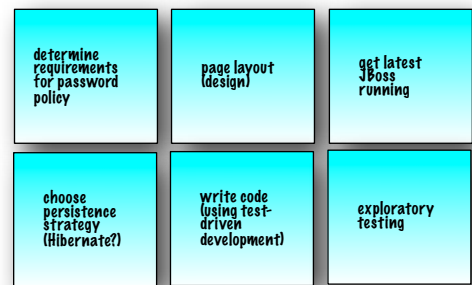 determine
requirements
for password
policy
page layout
(design)
get latest
JBoss
running
choose
persistence
strategy
(Hibernate?)
write code
(using test-
driven
development)
exploratory
testing